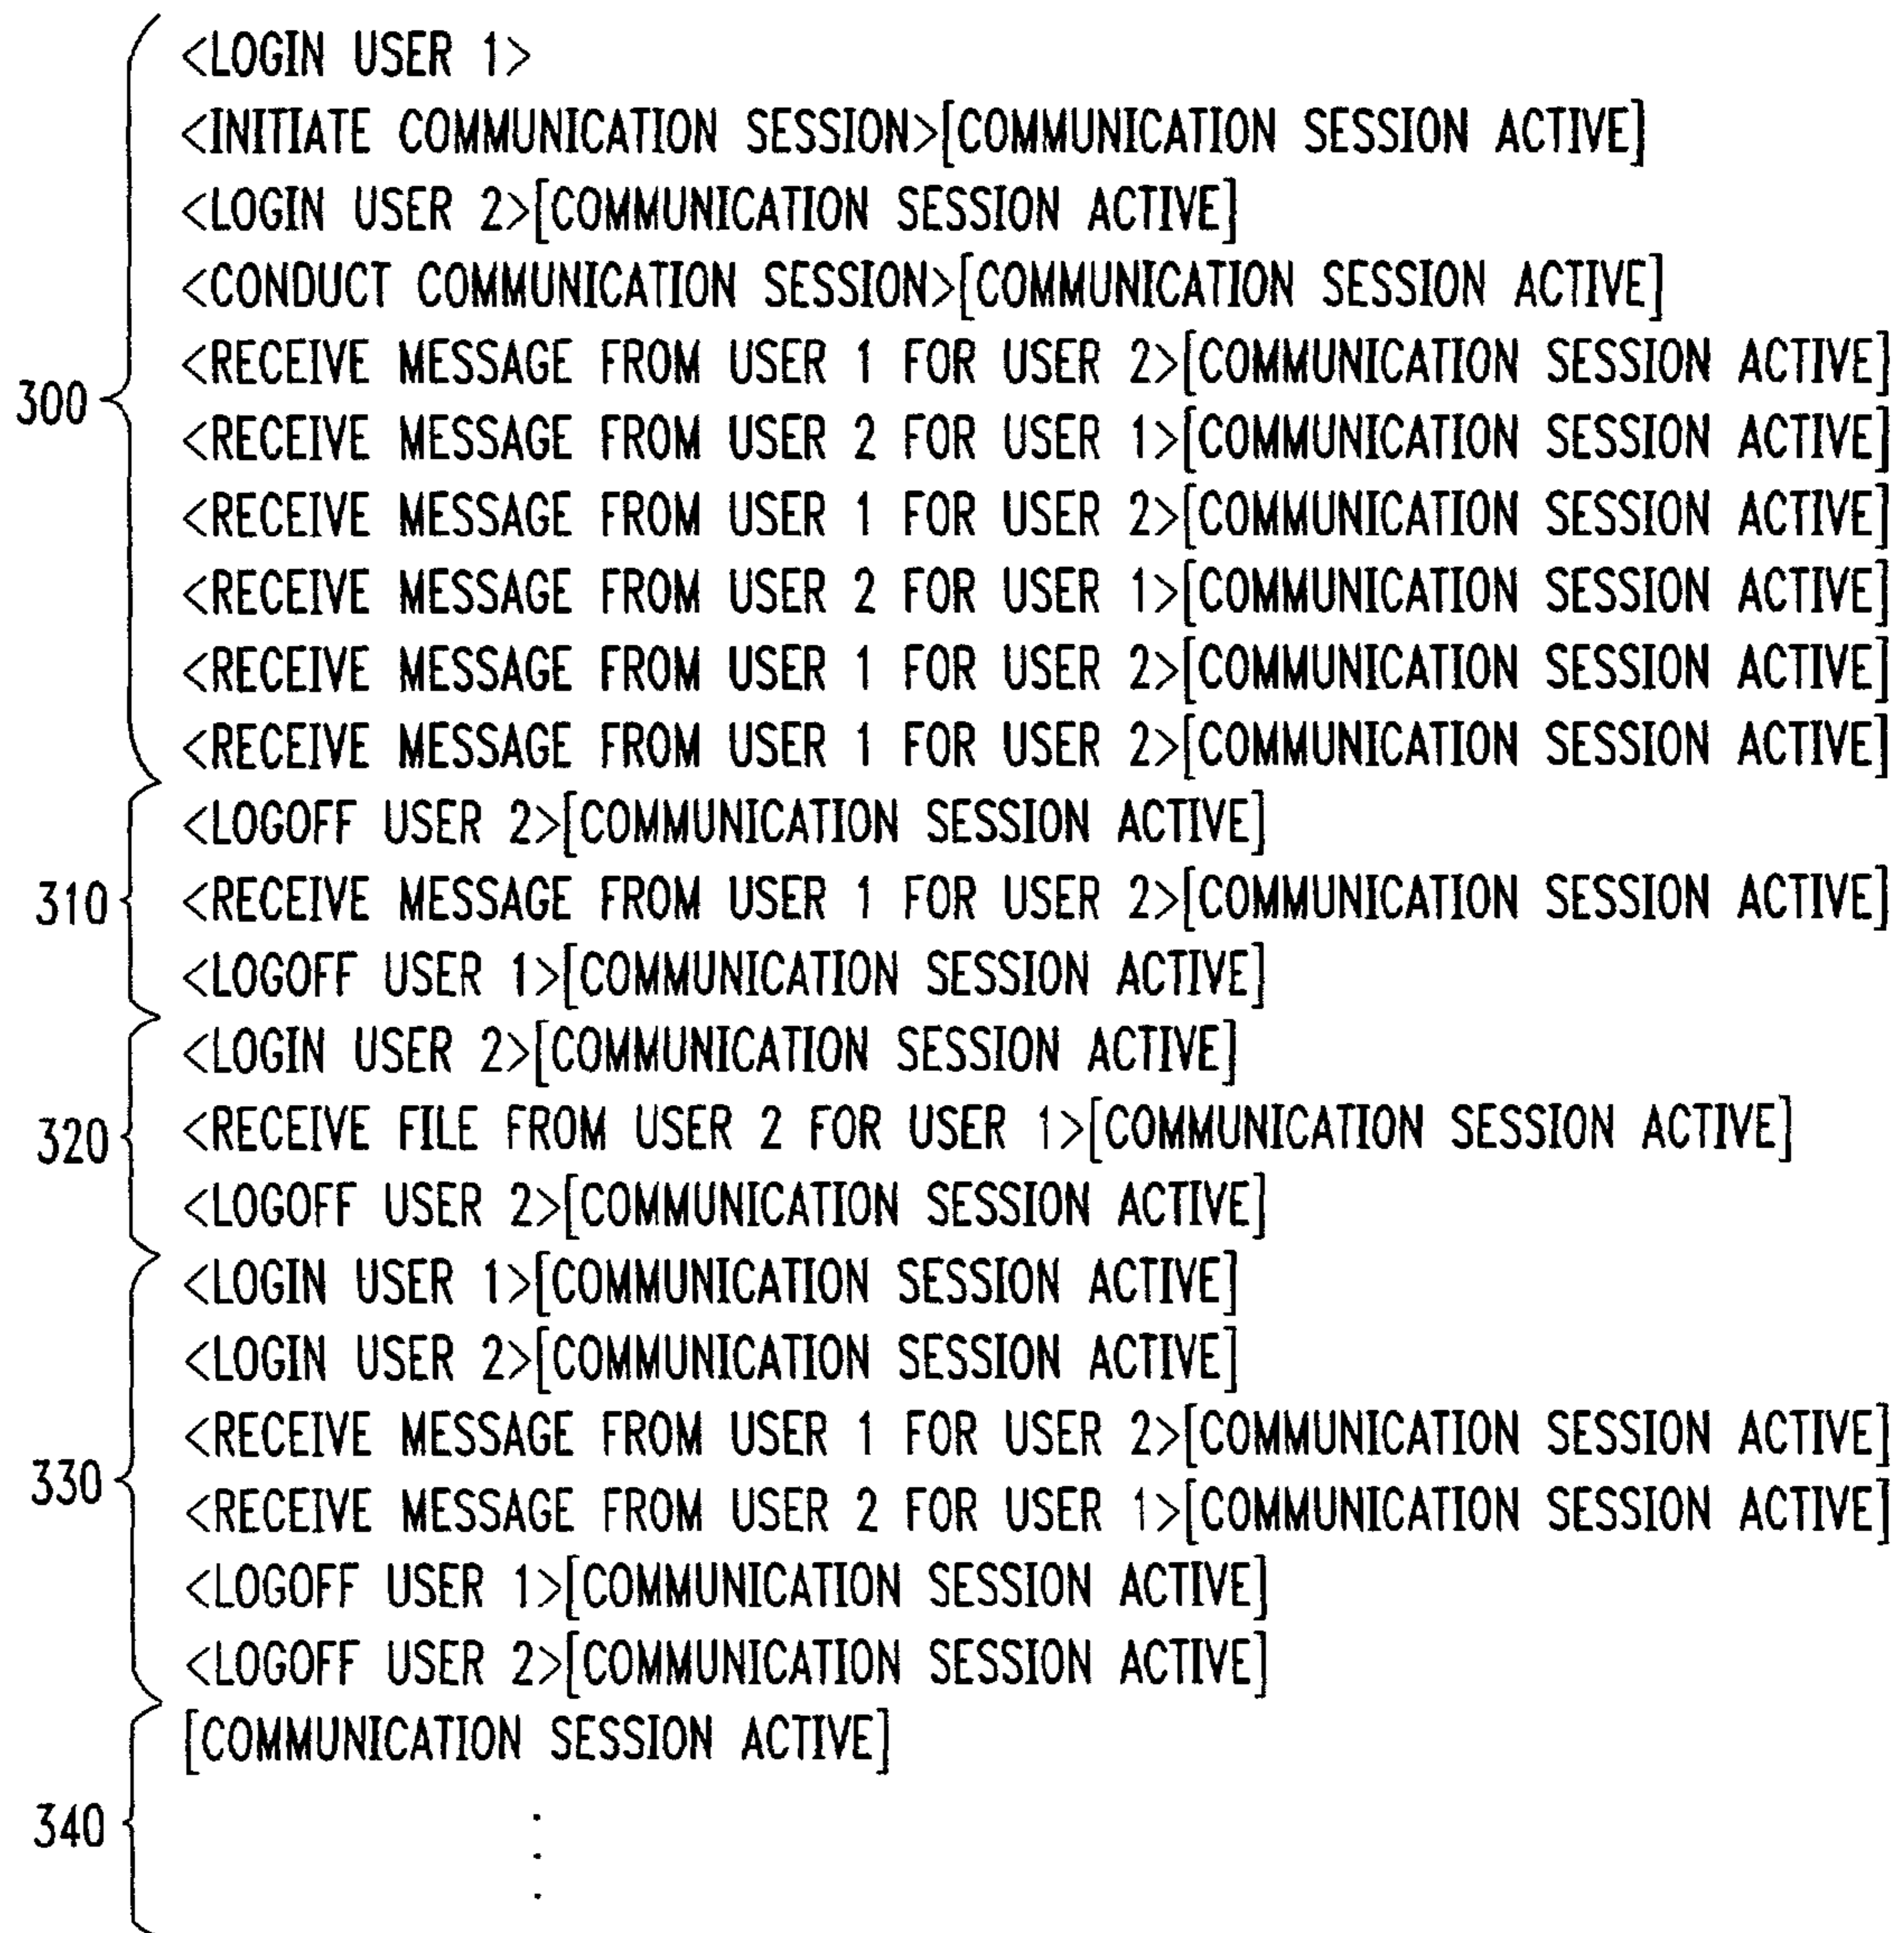 <LOGIN USER 1>
<INITIATE COMMUNICATION SESSION>[COMMUNICATION SESSION ACTIVE]
<LOGIN USER 2>[COMMUNICATION SESSION ACTIVE]
<CONDUCT COMMUNICATION SESSION>[COMMUNICATION SESSION ACTIVE]
<RECEIVE MESSAGE FROM USER 1 FOR USER 2>[COMMUNICATION SESSION ACTIVE]
300 <RECEIVE MESSAGE FROM USER 2 FOR USER 1>[COMMUNICATION SESSION ACTIVE]
<RECEIVE MESSAGE FROM USER 1 FOR USER 2>[COMMUNICATION SESSION ACTIVE]
<RECEIVE MESSAGE FROM USER 2 FOR USER 1>[COMMUNICATION SESSION ACTIVE]
<RECEIVE MESSAGE FROM USER 1 FOR USER 2>[COMMUNICATION SESSION ACTIVE]
<RECEIVE MESSAGE FROM USER 1 FOR USER 2>[COMMUNICATION SESSION ACTIVE]
<LOGOFF USER 2>[COMMUNICATION SESSION ACTIVE]
310 <RECEIVE MESSAGE FROM USER 1 FOR USER 2>[COMMUNICATION SESSION ACTIVE]
<LOGOFF USER 1>[COMMUNICATION SESSION ACTIVE]
<LOGIN USER 2>[COMMUNICATION SESSION ACTIVE]
320 <RECEIVE FILE FROM USER 2 FOR USER 1>[COMMUNICATION SESSION ACTIVE]
<LOGOFF USER 2>[COMMUNICATION SESSION ACTIVE]
<LOGIN USER 1>[COMMUNICATION SESSION ACTIVE]
<LOGIN USER 2>[COMMUNICATION SESSION ACTIVE]
<RECEIVE MESSAGE FROM USER 1 FOR USER 2>[COMMUNICATION SESSION ACTIVE]
330 <RECEIVE MESSAGE FROM USER 2 FOR USER 1>[COMMUNICATION SESSION ACTIVE]
<LOGOFF USER 1>[COMMUNICATION SESSION ACTIVE]
<LOGOFF USER 2>[COMMUNICATION SESSION ACTIVE]
[COMMUNICATION SESSION ACTIVE]
340